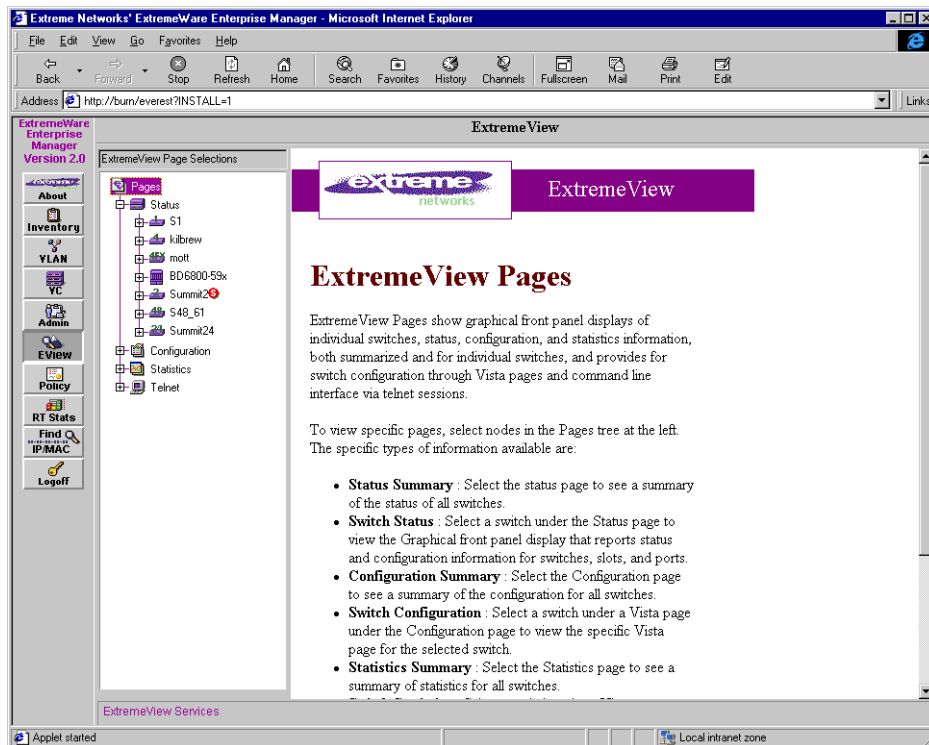 Extreme Networks' ExtremeWare Enterprise Manager - Microsoft Internet Explorer
File Edit View Go Favorites Help
Back Forward Stop Refresh Home Search Favorites History Channels Fullscreen Mail Print Edit
Address http://burn/everest?INSTALL=1 Links
ExtremeWare
Enterprise
Manager
Version 2.0
ExtremeView
About
Inventory
VLAN
VC
Admin
EView
Policy
RT Stats
Find
IP/MAC
Logoff
ExtremeView Page Selections
Pages
Status
S1
kilbrew
mott
BD6800-59x
Summit2
S
S48_61
Summit24
Configuration
Statistics
Telnet
extreme
networks
ExtremeView
ExtremeView Pages
ExtremeView Pages show graphical front panel displays of
individual switches, status, configuration, and statistics information,
both summarized and for individual switches, and provides for
switch configuration through Vista pages and command line
interface via telnet sessions.
To view specific pages, select nodes in the Pages tree at the left.
The specific types of information available are:
• Status Summary : Select the status page to see a summary
of the status of all switches.
• Switch Status : Select a switch under the Status page to
view the Graphical front panel display that reports status
and configuration information for switches, slots, and ports.
• Configuration Summary : Select the Configuration page
to see a summary of the configuration for all switches.
• Switch Configuration : Select a switch under a Vista page
under the Configuration page to view the specific Vista
page for the selected switch.
• Statistics Summary : Select the Statistics page to see a
summary of statistics for all switches.
ExtremeView Services
Applet started
Local intranet zone